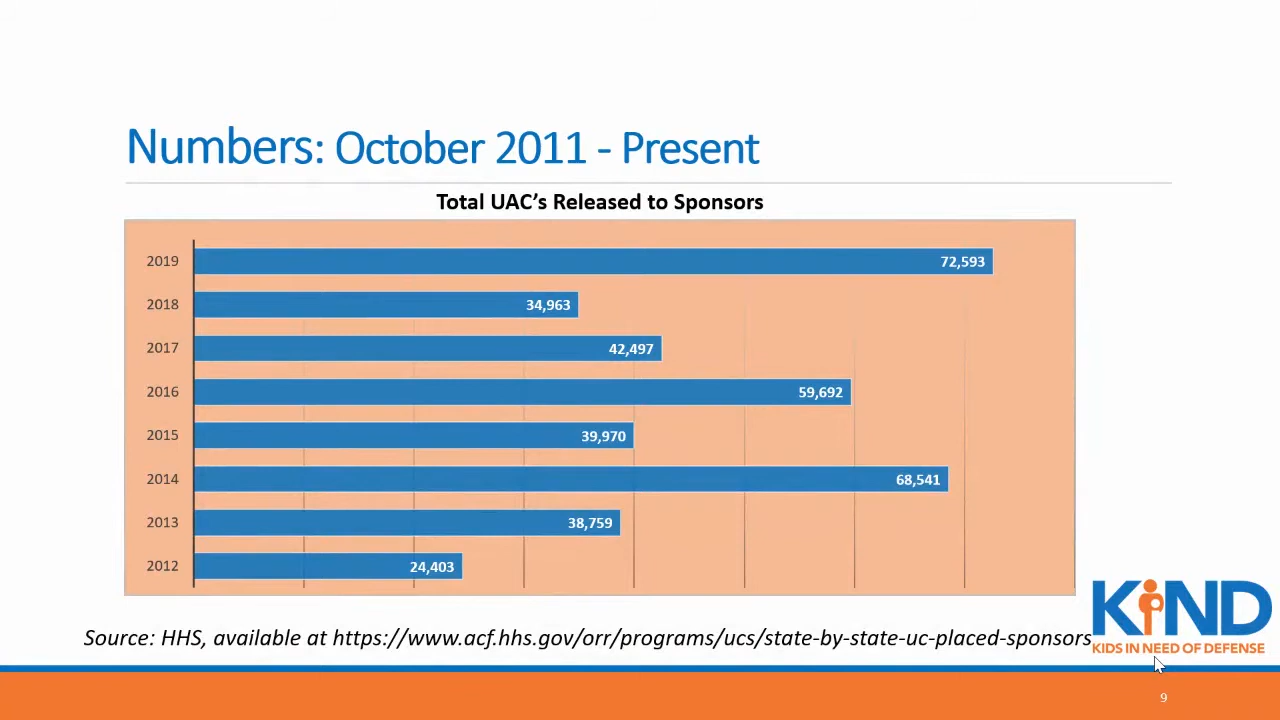 Numbers: October 2011 - Present
Total UAC’s Released to Sponsors
2019 72,593
2018 34,963
2017 42,497
2016 59,692
2015 39,970
2014 68,541
2013 38,759
2012 24,403
Source: HHS, available at https://www.acf.hhs.gov/orr/programs/ucs/state-by-state-uc-placed-sponsors
KiND
KIDS IN NEED OF DEFENSE
9